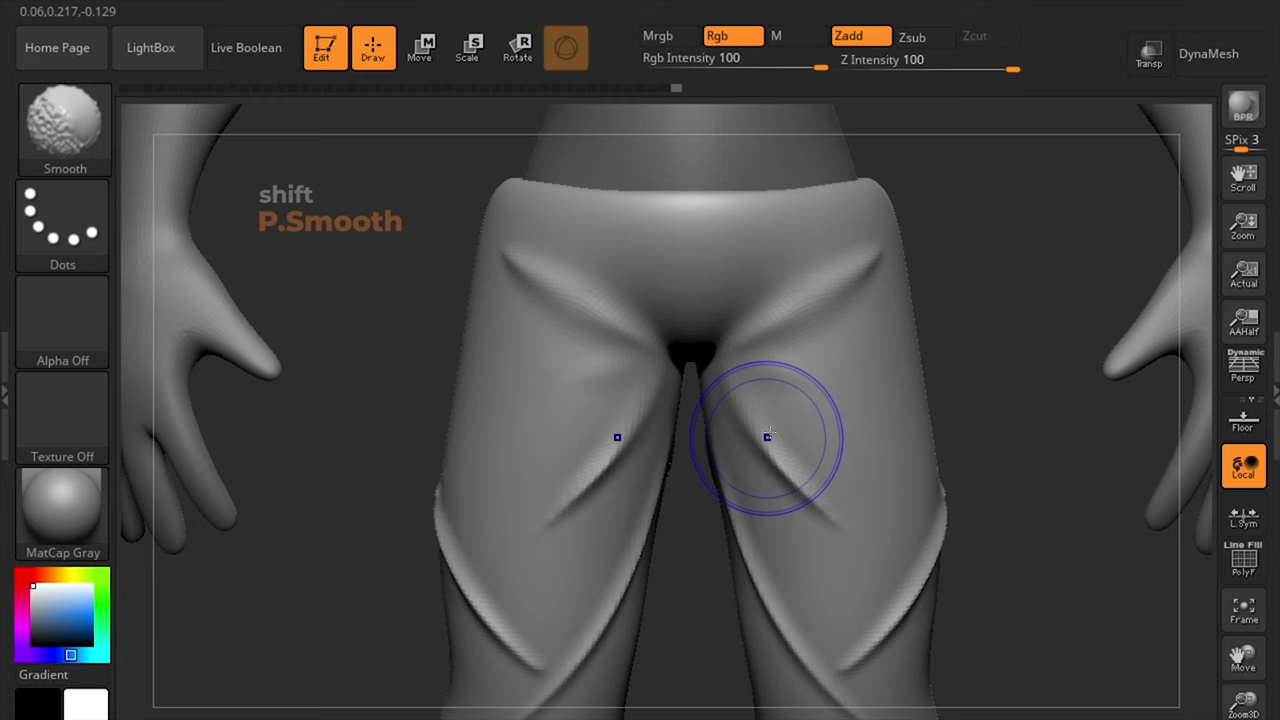 0.06,0.217,-0.129
Home Page
LightBox
Live Boolean
Edit
Draw
Move
Scale
Rotate
Mrgb
Rgb
M
Rgb Intensity 100
Zadd
Zsub
Zcut
Z Intensity 100
Transp
DynaMesh
Smooth
Dots
Alpha Off
Texture Off
MatCap Gray
Gradient
shift
P.Smooth
BPR
SPix 3
Scroll
Zoom
Actual
AAHalf
Dynamic
Persp
Floor
Local
L.Sym
Line Fill
PolyF
Frame
Move
Zoom3D